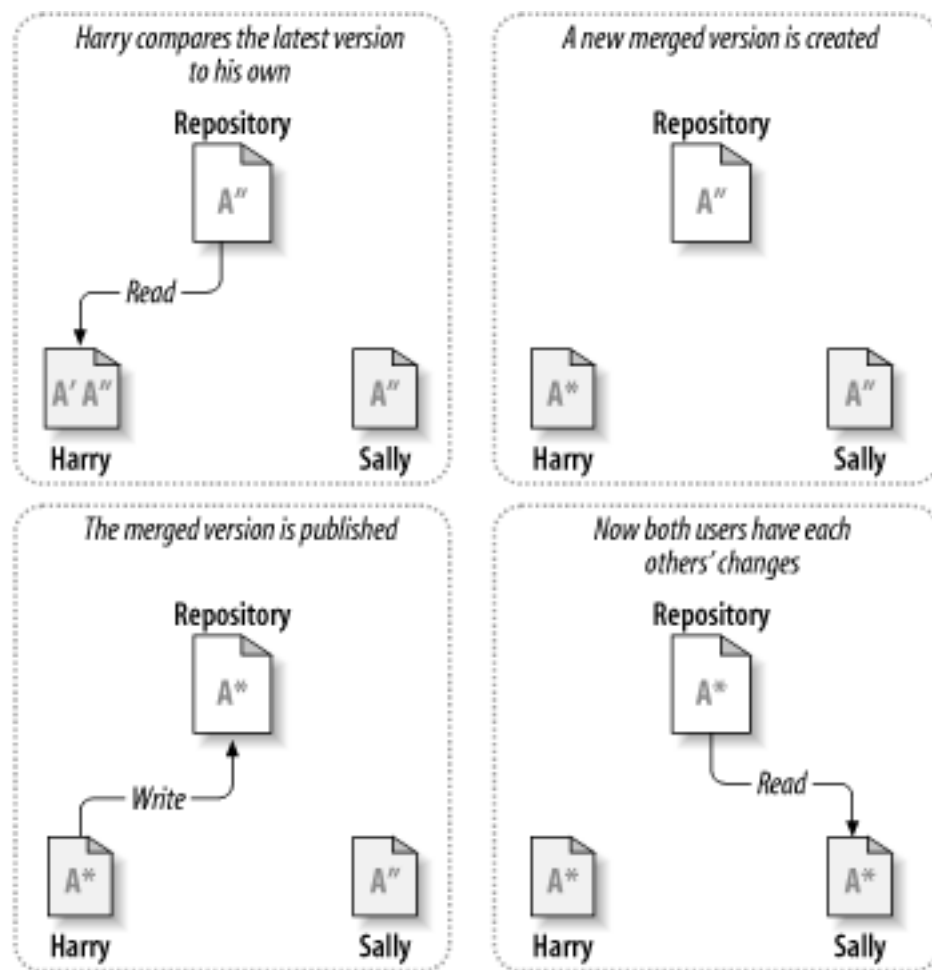 Harry compares the latest version
to his own
Repository
A″
Read
A′ A″
A″
Harry
Sally
A new merged version is created
Repository
A″
A*
A″
Harry
Sally
The merged version is published
Repository
A*
Write
A*
A″
Harry
Sally
Now both users have each
others’ changes
Repository
A*
Read
A*
A*
Harry
Sally